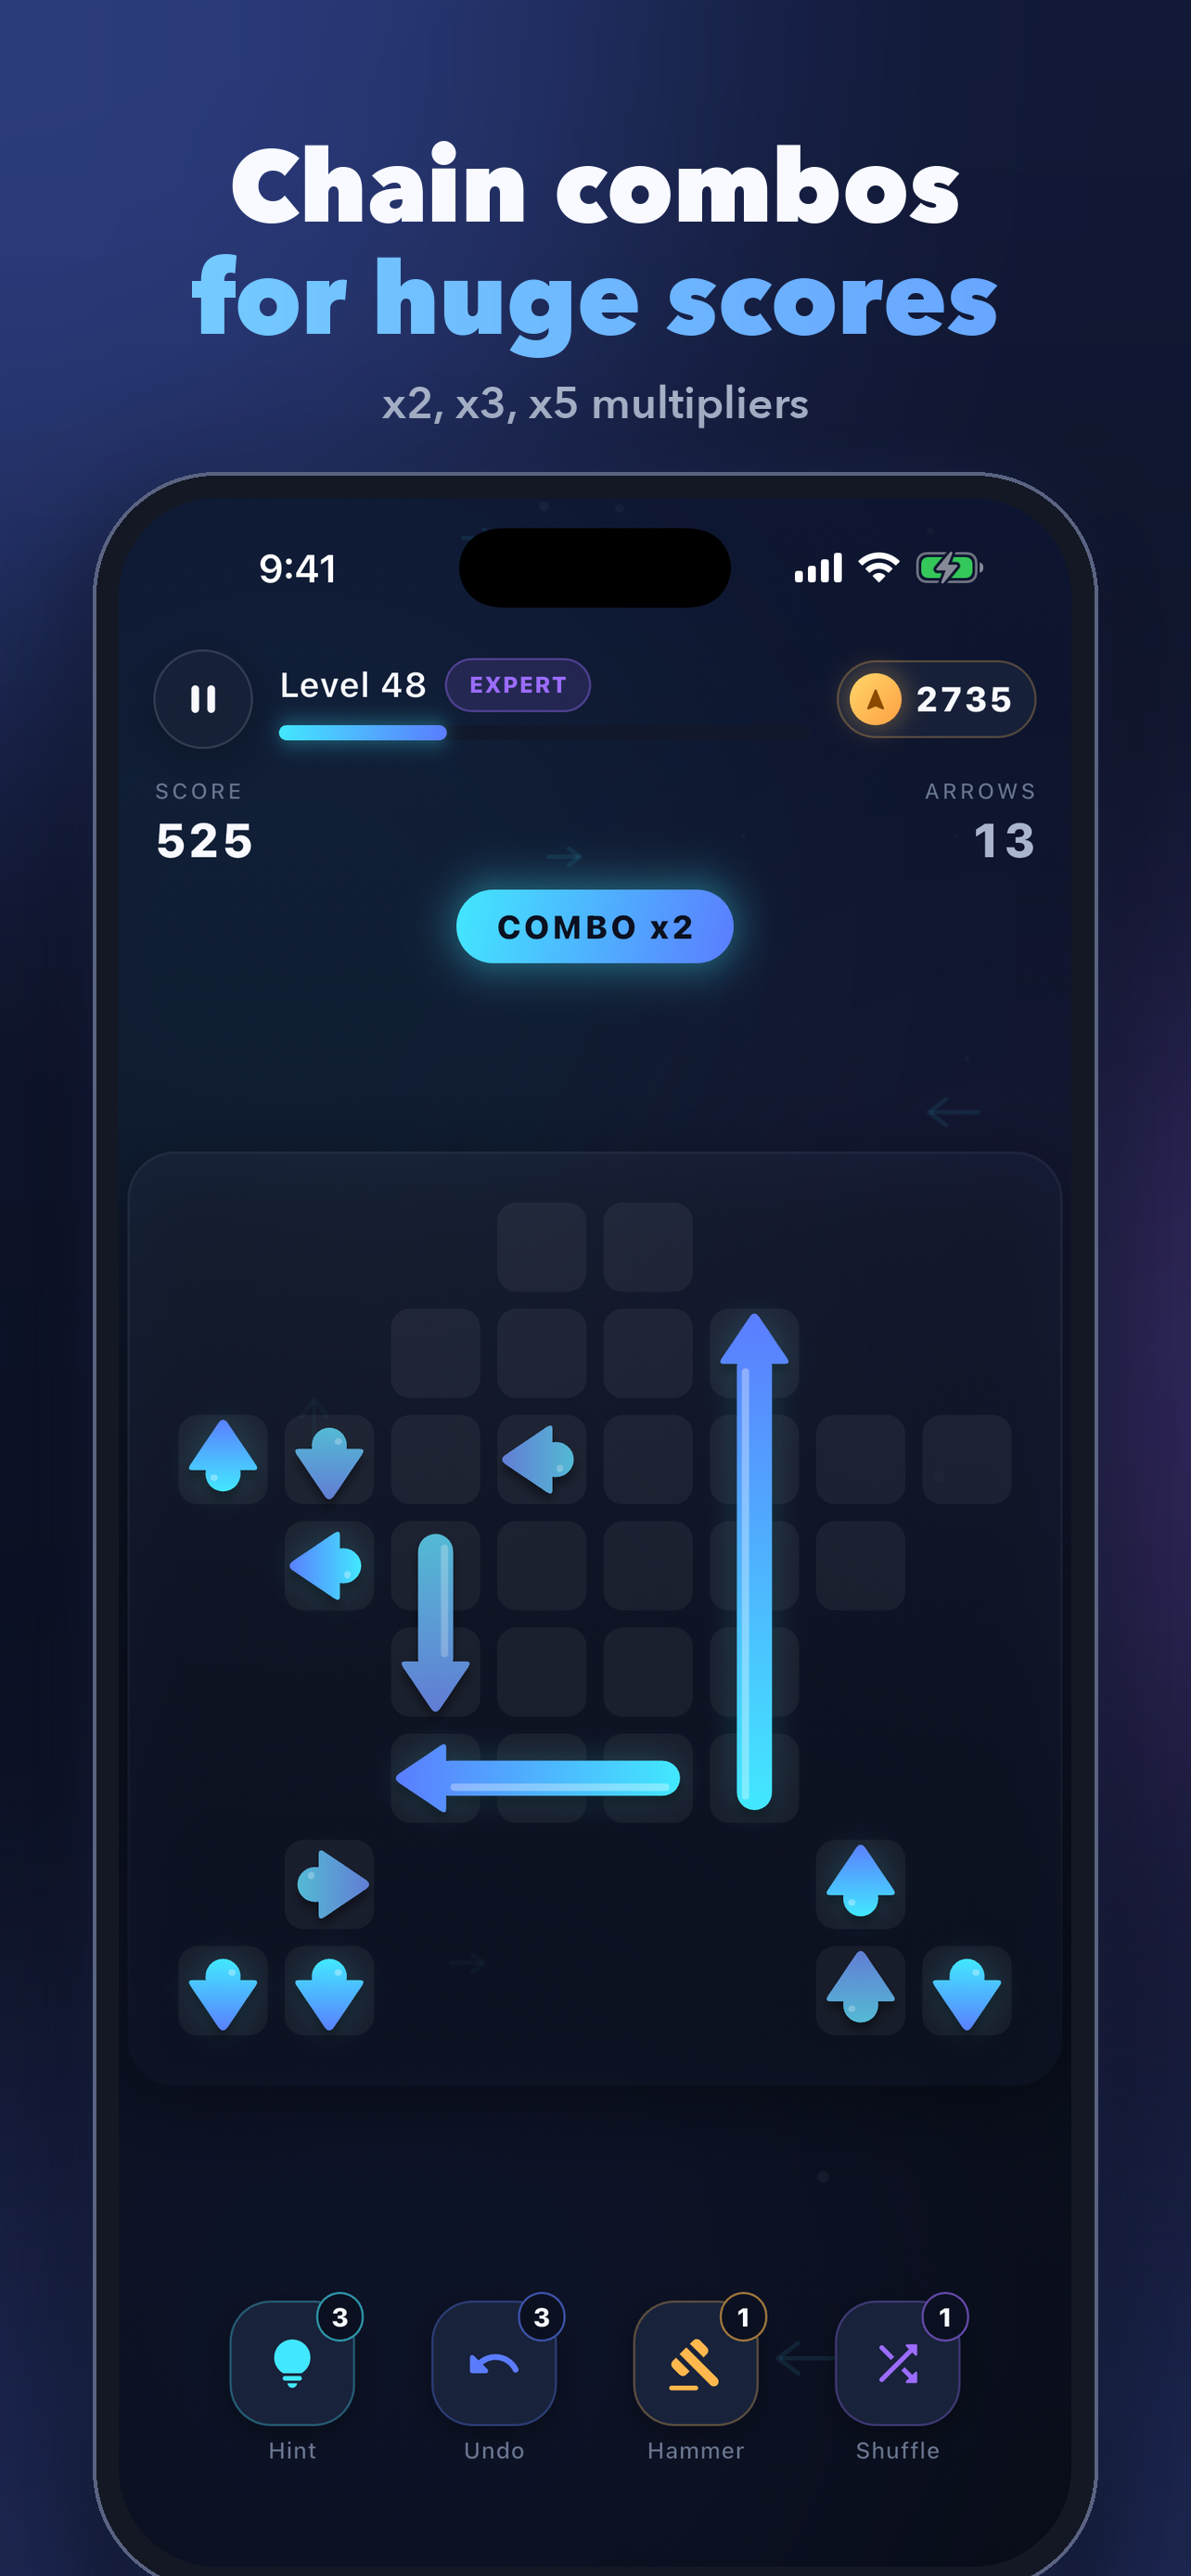 Chain combos
for huge scores
x2, x3, x5 multipliers
9:41
Level 48 EXPERT
2735
SCORE
525
ARROWS
13
COMBO x2
3
3
1
1
Hint
Undo
Hammer
Shuffle